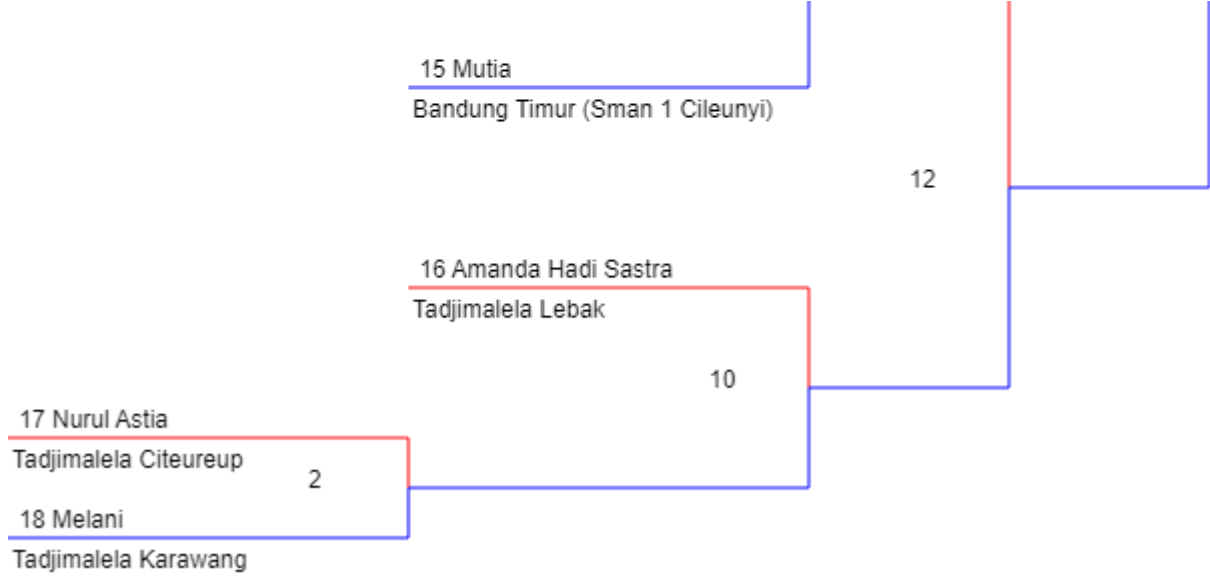 15 Mutia
Bandung Timur (Sman 1 Cileunyi)
12
16 Amanda Hadi Sastra
Tadjimalela Lebak
10
17 Nurul Astia
Tadjimalela Citeureup
2
18 Melani
Tadjimalela Karawang